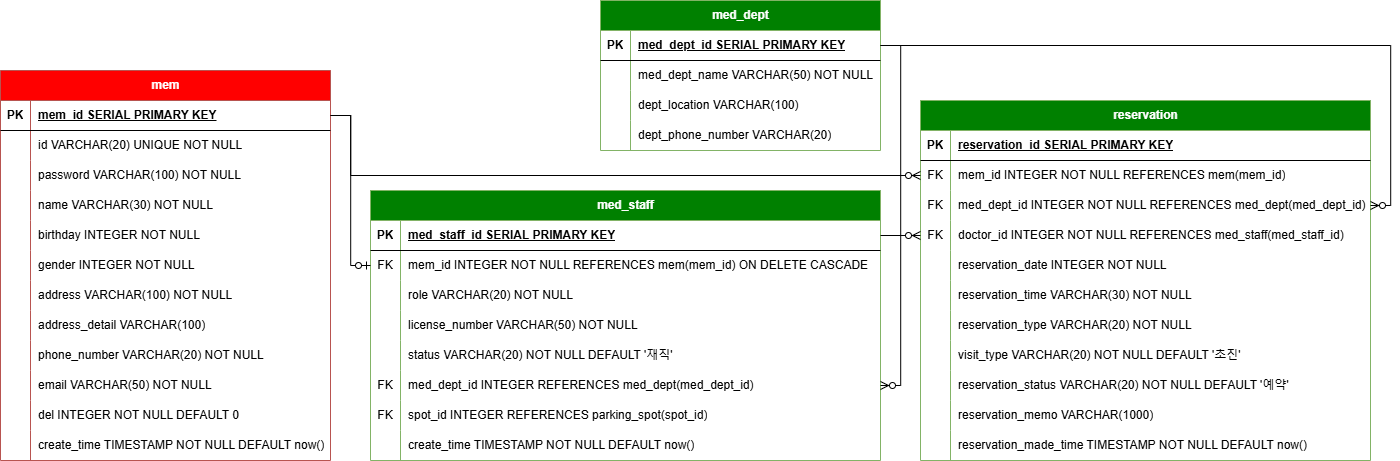 med_dept
PK med_dept_id SERIAL PRIMARY KEY
med_dept_name VARCHAR(50) NOT NULL
dept_location VARCHAR(100)
dept_phone_number VARCHAR(20)
mem
PK mem_id SERIAL PRIMARY KEY
id VARCHAR(20) UNIQUE NOT NULL
password VARCHAR(100) NOT NULL
name VARCHAR(30) NOT NULL
birthday INTEGER NOT NULL
gender INTEGER NOT NULL
address VARCHAR(100) NOT NULL
address_detail VARCHAR(100)
phone_number VARCHAR(20) NOT NULL
email VARCHAR(50) NOT NULL
del INTEGER NOT NULL DEFAULT 0
create_time TIMESTAMP NOT NULL DEFAULT now()
med_staff
PK med_staff_id SERIAL PRIMARY KEY
FK mem_id INTEGER NOT NULL REFERENCES mem(mem_id) ON DELETE CASCADE
role VARCHAR(20) NOT NULL
license_number VARCHAR(50) NOT NULL
status VARCHAR(20) NOT NULL DEFAULT '재직'
FK med_dept_id INTEGER REFERENCES med_dept(med_dept_id)
FK spot_id INTEGER REFERENCES parking_spot(spot_id)
create_time TIMESTAMP NOT NULL DEFAULT now()
reservation
PK reservation_id SERIAL PRIMARY KEY
FK mem_id INTEGER NOT NULL REFERENCES mem(mem_id)
FK med_dept_id INTEGER NOT NULL REFERENCES med_dept(med_dept_id)
FK doctor_id INTEGER NOT NULL REFERENCES med_staff(med_staff_id)
reservation_date INTEGER NOT NULL
reservation_time VARCHAR(30) NOT NULL
reservation_type VARCHAR(20) NOT NULL
visit_type VARCHAR(20) NOT NULL DEFAULT '초진'
reservation_status VARCHAR(20) NOT NULL DEFAULT '예약'
reservation_memo VARCHAR(1000)
reservation_made_time TIMESTAMP NOT NULL DEFAULT now()